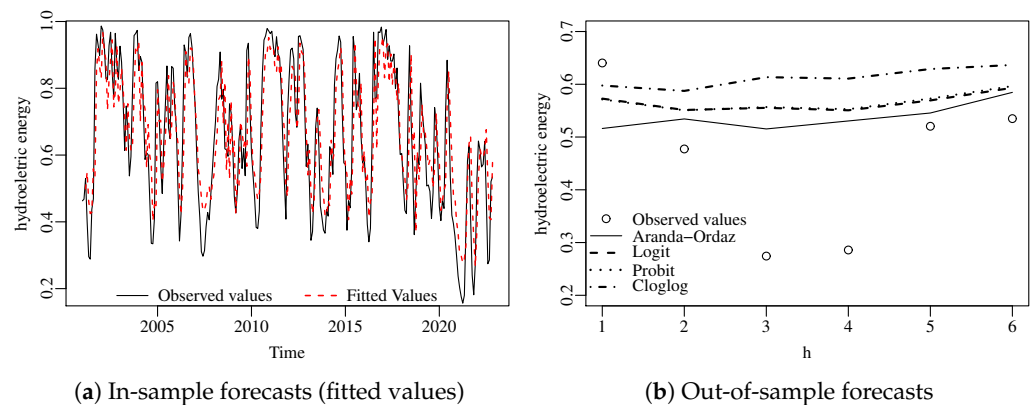 hydroeletric energy
1.0
0.8
0.6
0.4
0.2
Observed values
Fitted Values
2005
2010
2015
2020
Time
(a) In-sample forecasts (fitted values)
hydroelectric energy
0.7
0.6
0.5
0.4
0.3
0.2
Observed values
Aranda−Ordaz
Logit
Probit
Cloglog
1
2
3
4
5
6
h
(b) Out-of-sample forecasts